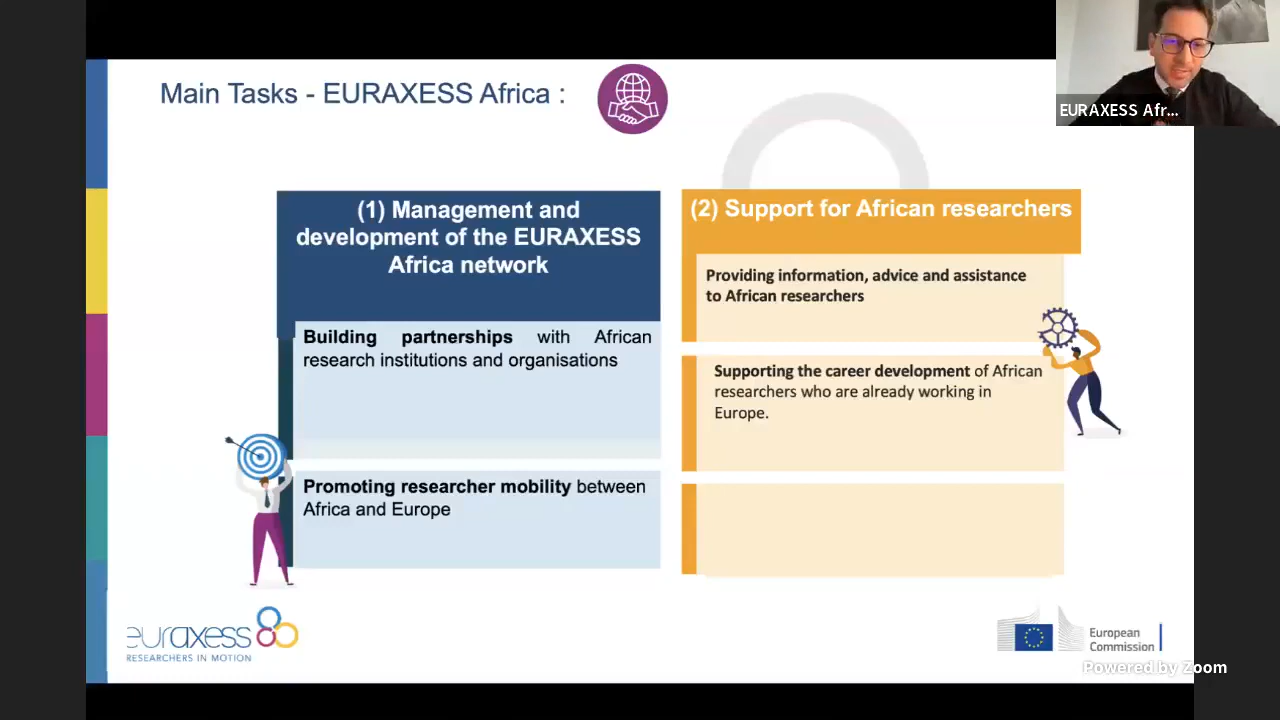 Main Tasks - EURAXESS Africa :
EURAXESS Afr...
(1) Management and
development of the EURAXESS
Africa network
Building partnerships with African
research institutions and organisations
Promoting researcher mobility between
Africa and Europe
(2) Support for African researchers
Providing information, advice and assistance
to African researchers
Supporting the career development of African
researchers who are already working in
Europe.
euraxess
RESEARCHERS IN MOTION
European
Commission
Powered by Zoom